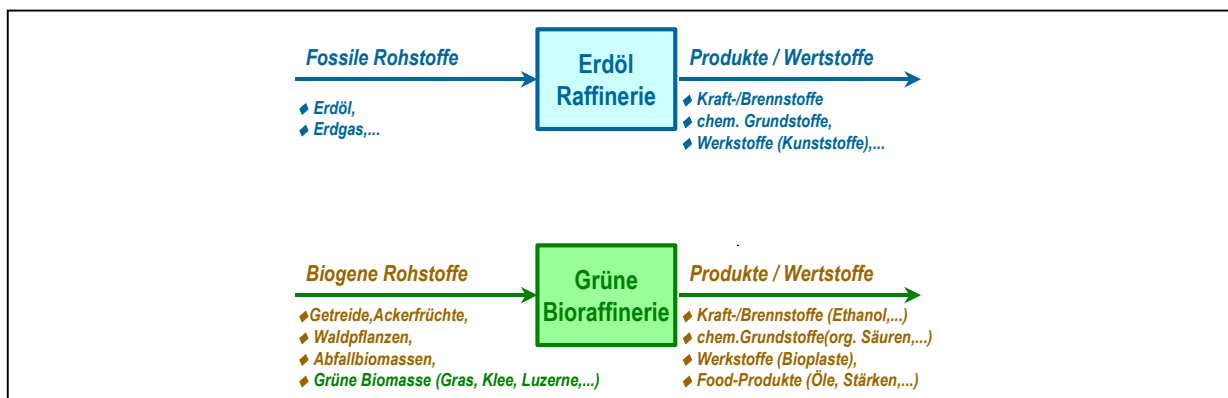 Fossile Rohstoffe
♦ Erdöl,
♦ Erdgas,...
Erdöl
Raffinerie
Produkte / Wertstoffe
♦ Kraft-/Brennstoffe
♦ chem. Grundstoffe,
♦ Werkstoffe (Kunststoffe),...
Biogene Rohstoffe
♦Getreide,Ackerfrüchte,
♦ Waldpflanzen,
♦ Abfallbiomassen,
♦ Grüne Biomasse (Gras, Klee, Luzerne,...)
Grüne
Bioraffinerie
Produkte / Wertstoffe
♦ Kraft-/Brennstoffe (Ethanol,...)
♦ chem.Grundstoffe(org. Säuren,...)
♦ Werkstoffe (Bioplaste),
♦ Food-Produkte (Öle, Stärken,...)